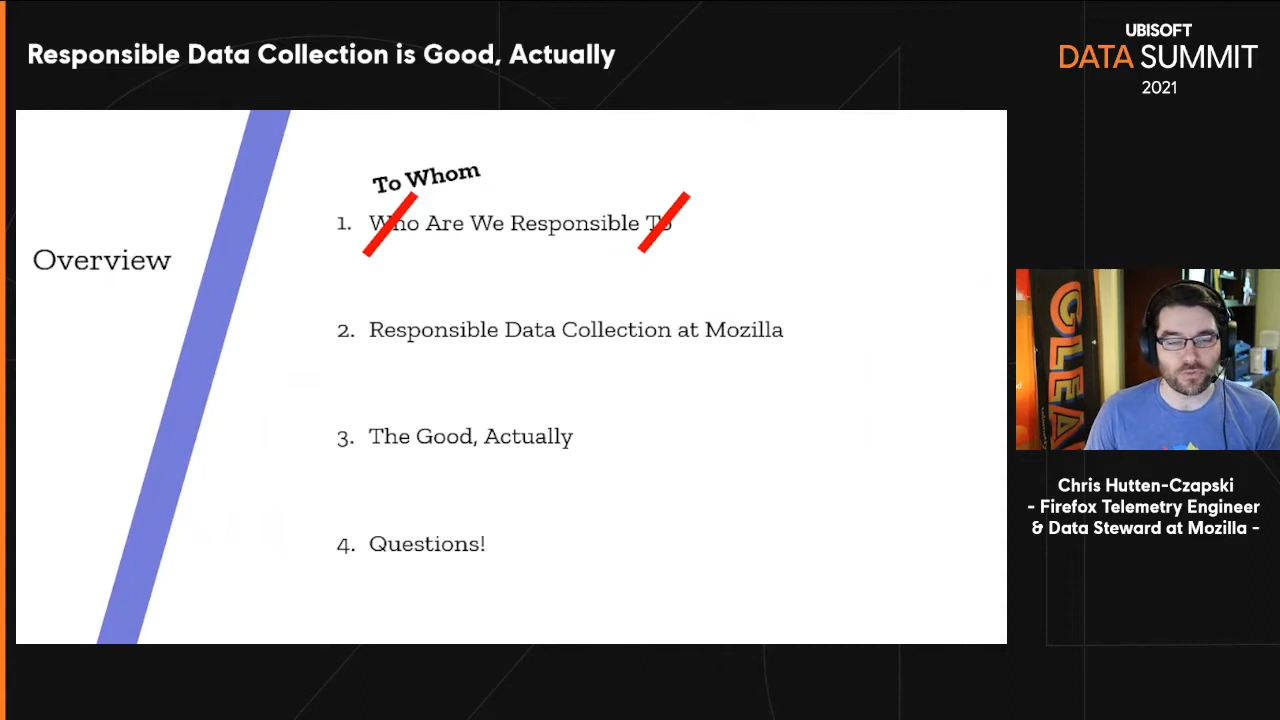 Responsible Data Collection is Good, Actually
UBISOFT
DATA SUMMIT
2021
Overview
To Whom
1. Who Are We Responsible To
2. Responsible Data Collection at Mozilla
3. The Good, Actually
4. Questions!
GLEA
Chris Hutten-Czapski
- Firefox Telemetry Engineer
& Data Steward at Mozilla -